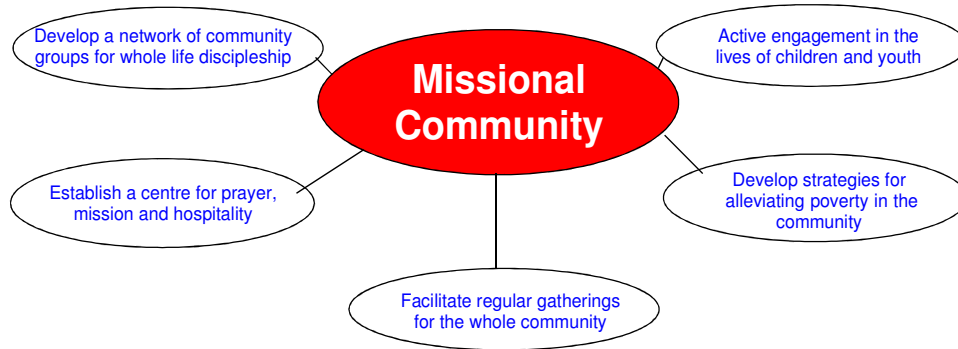 Develop a network of community
groups for whole life discipleship
Missional
Community
Active engagement in the
lives of children and youth
Establish a centre for prayer,
mission and hospitality
Develop strategies for
alleviating poverty in the
community
Facilitate regular gatherings
for the whole community